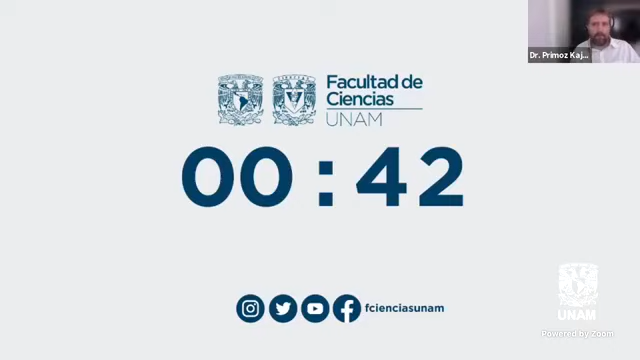 Dr. Primoz Kaj...
Facultad de
Ciencias
UNAM
00:42
fcienciasunam
UNAM
Powered by Zoom